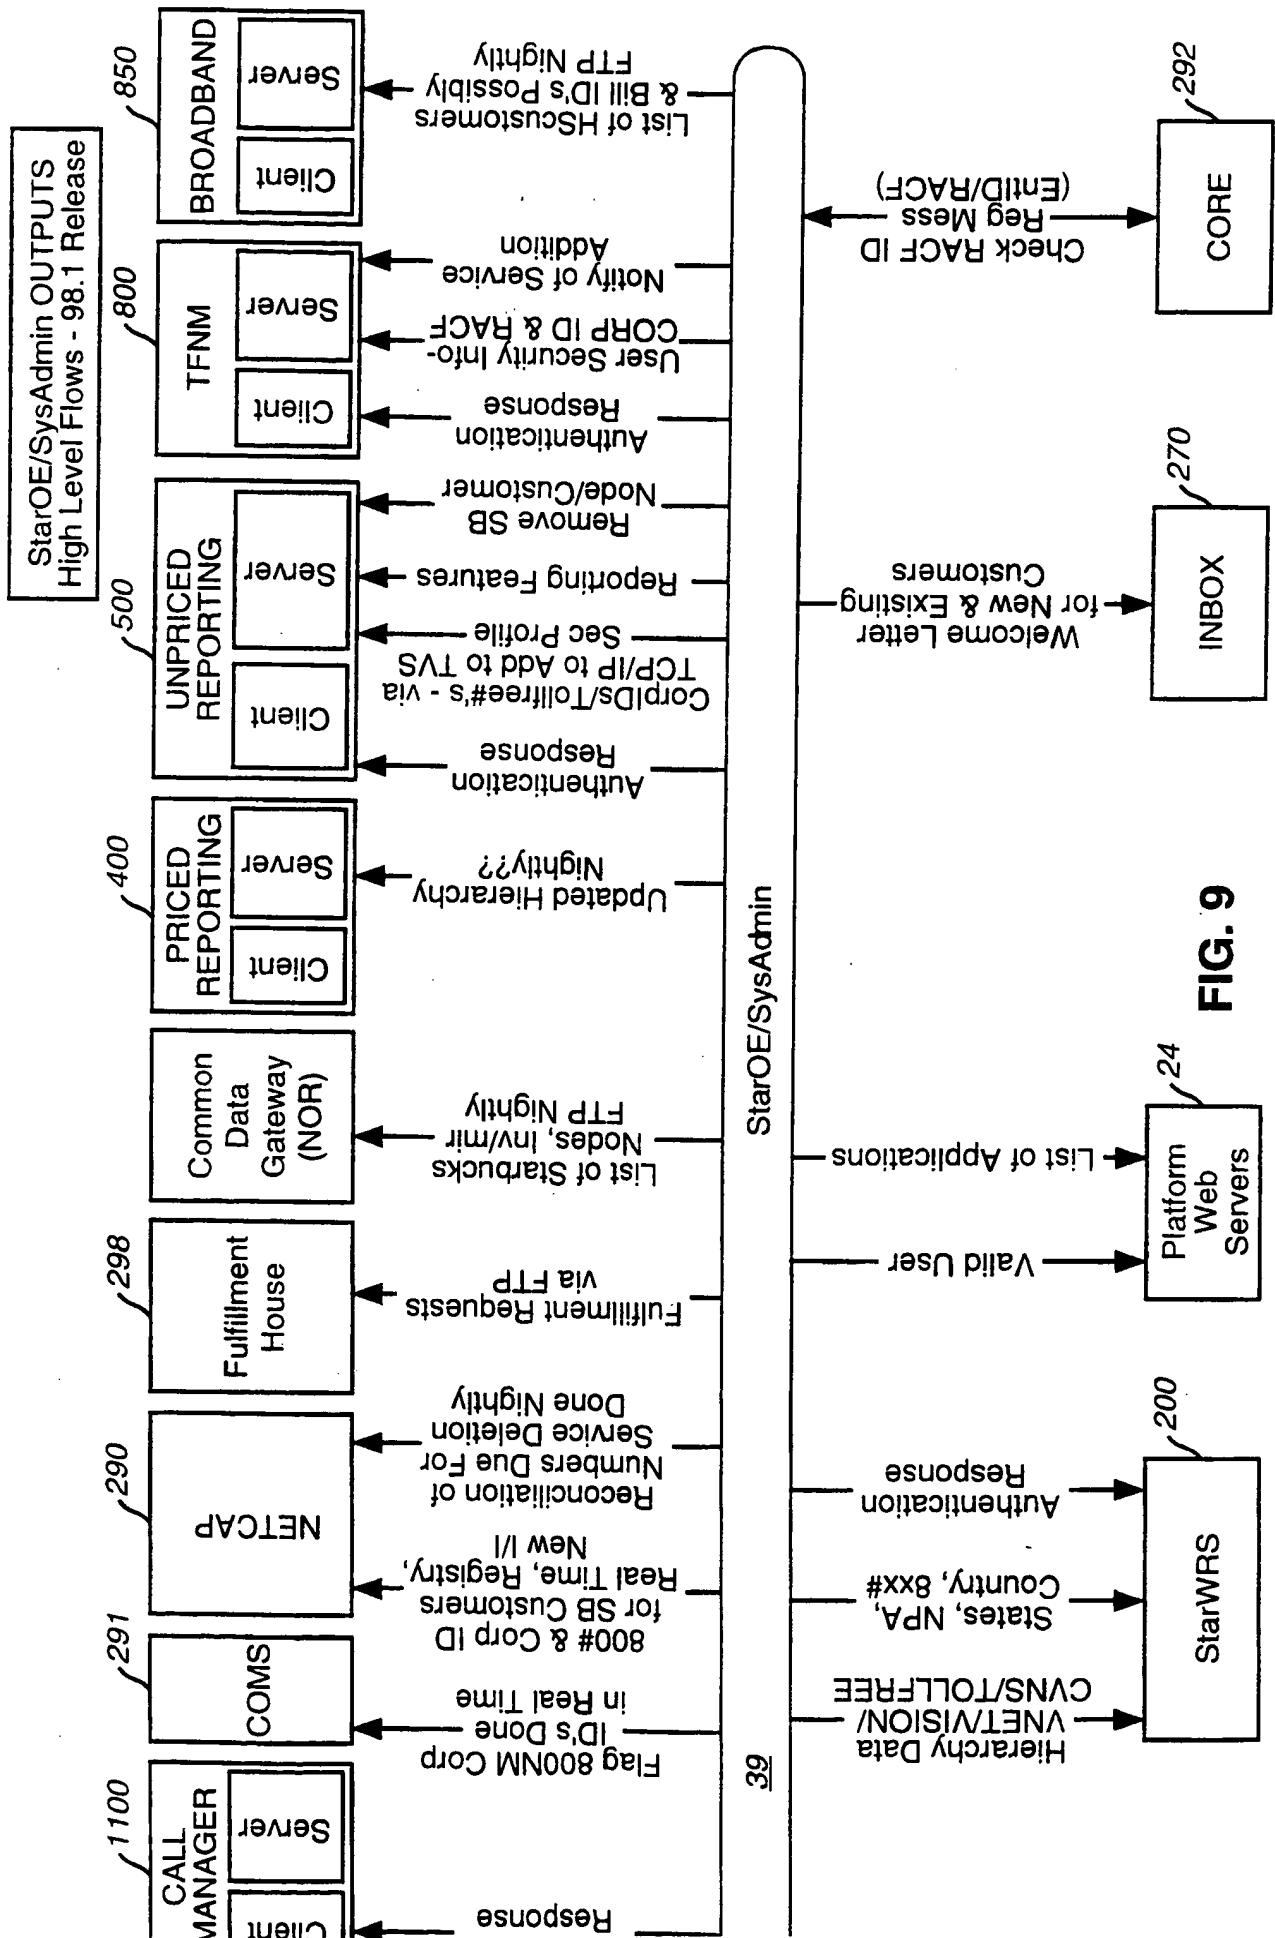 StarOE/SysAdmin OUTPUTS
High Level Flows - 98.1 Release
1100
CALL
MANAGER
Client
Server
291
COMS
290
NETCAP
298
Fulfillment
House
Common
Data
Gateway
(NOR)
400
PRICED
REPORTING
Client
Server
500
UNPRICED
REPORTING
Client
Server
800
TFNM
Client
Server
850
BROADBAND
Client
Server
Response
Flag 800NM Corp
ID's Done
in Real Time
800# & Corp ID
for SB Customers
Real Time, Registry,
New I/I
Reconciliation of
Numbers Due For
Service Deletion
Done Nightly
Fulfillment Requests
via FTP
List of Starbucks
Nodes, Inv/mir
FTP Nightly
Updated Hierarchy
Nightly??
Authentication
Response
CorpIDs/Tollfree#'s - via
TCP/IP to Add to TVS
Sec Profile
Reporting Features
Remove SB
Node/Customer
Authentication
Response
User Security Info-
CORP ID & RACF
Notify of Service
Addition
List of HScustomers
& Bill ID's Possibly
FTP Nightly
39
StarOE/SysAdmin
Hierarchy Data
VNET/VISION/
CVNS/TOLLFREE
States, NPA,
Country, 8xx#
Authentication
Response
Valid User
List of Applications
Welcome Letter
for New & Existing
Customers
Check RACF ID
Reg Mess
(EntID/RACF)
200
StarWRS
24
Platform
Web
Servers
270
INBOX
292
CORE
FIG. 9